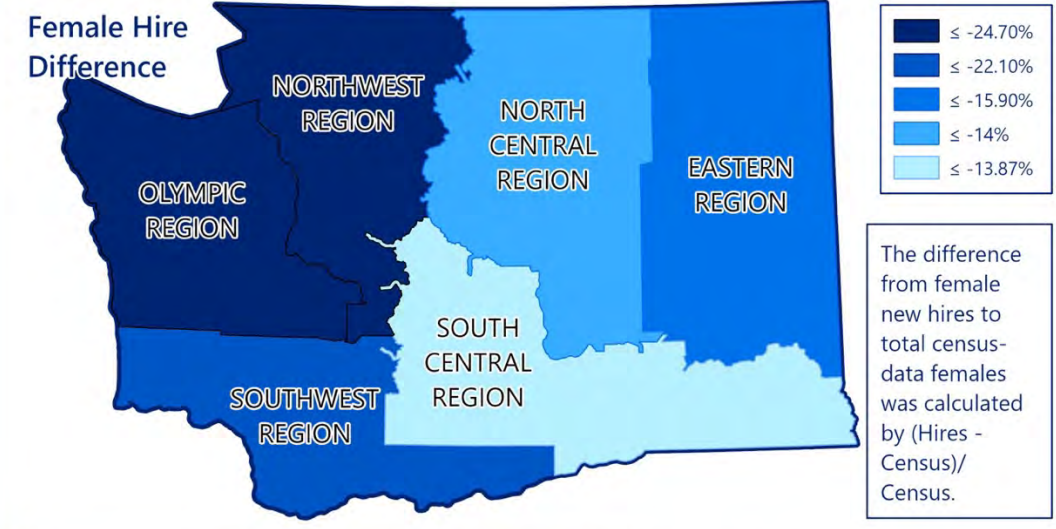 Female Hire
Difference
NORTHWEST
REGION
NORTH
CENTRAL
REGION
EASTERN
REGION
OLYMPIC
REGION
SOUTH
CENTRAL
REGION
SOUTHWEST
REGION
≤ -24.70%
≤ -22.10%
≤ -15.90%
≤ -14%
≤ -13.87%
The difference
from female
new hires to
total census-
data females
was calculated
by (Hires -
Census)/
Census.